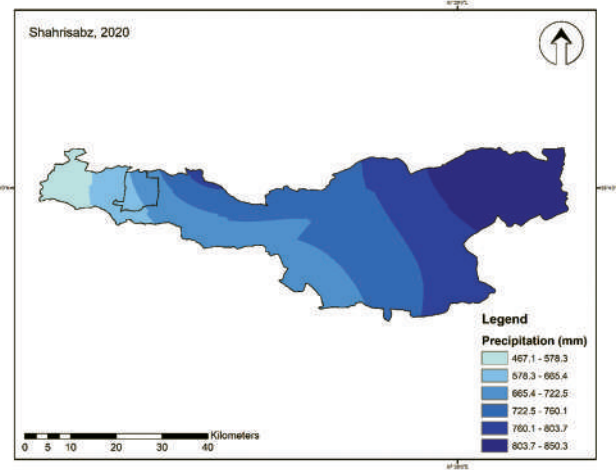 Shahrisabz, 2020
Legend
Precipitation (mm)
467.1 - 578.3
578.3 - 665.4
665.4 - 722.5
722.5 - 760.1
760.1 - 803.7
803.7 - 850.3
Kilometers
0 5 10 20 30 40